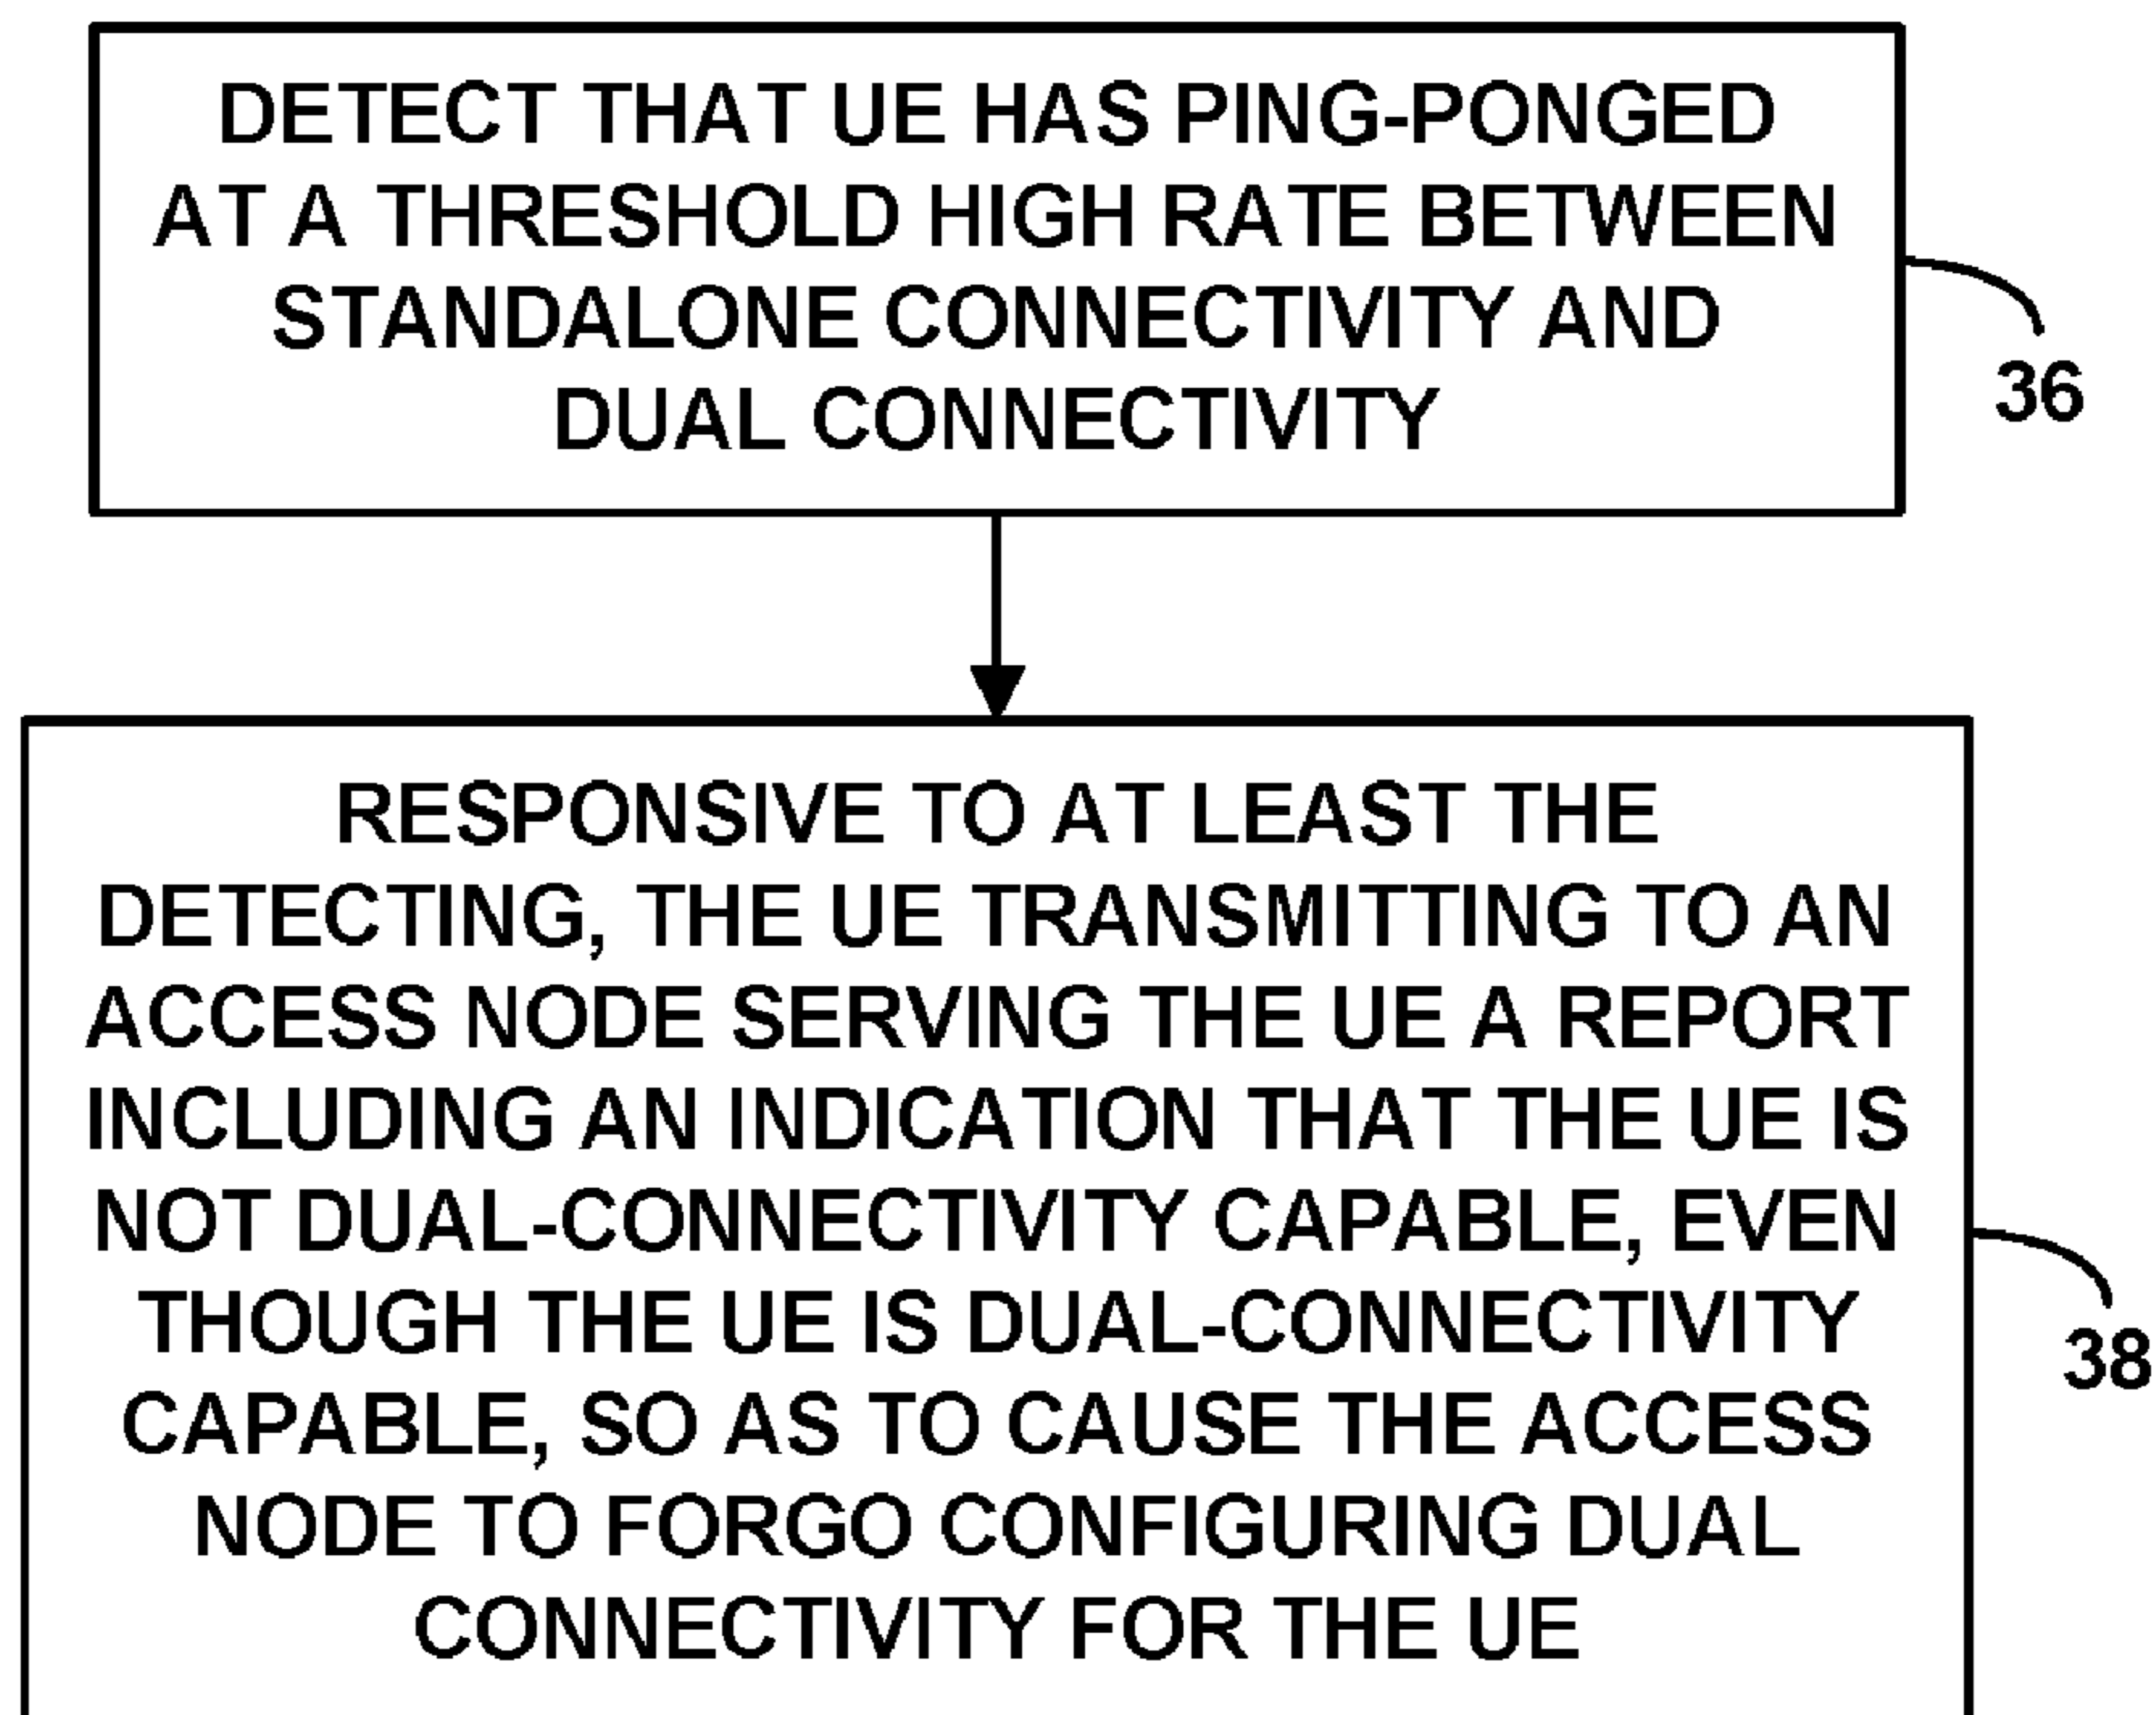 DETECT THAT UE HAS PING-PONGED
AT A THRESHOLD HIGH RATE BETWEEN
STANDALONE CONNECTIVITY AND
DUAL CONNECTIVITY
36
RESPONSIVE TO AT LEAST THE
DETECTING, THE UE TRANSMITTING TO AN
ACCESS NODE SERVING THE UE A REPORT
INCLUDING AN INDICATION THAT THE UE IS
NOT DUAL-CONNECTIVITY CAPABLE, EVEN
THOUGH THE UE IS DUAL-CONNECTIVITY
CAPABLE, SO AS TO CAUSE THE ACCESS
NODE TO FORGO CONFIGURING DUAL
CONNECTIVITY FOR THE UE
38